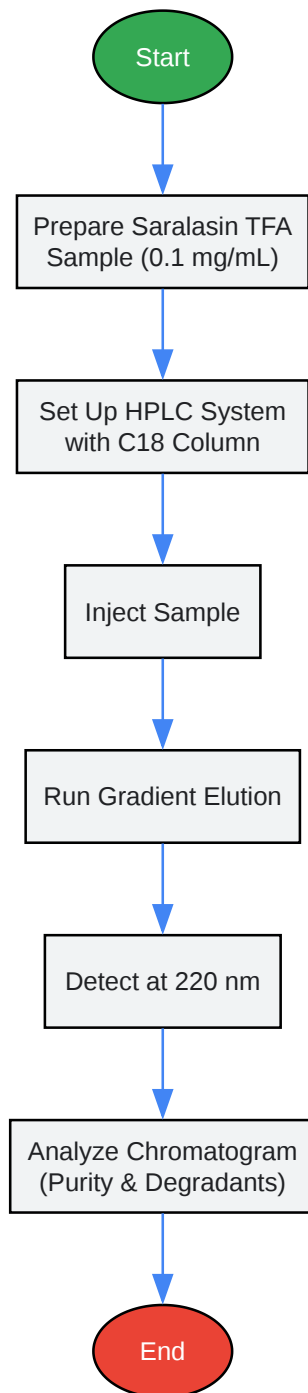 Start
Prepare Saralasin TFA
Sample (0.1 mg/mL)
Set Up HPLC System
with C18 Column
Inject Sample
Run Gradient Elution
Detect at 220 nm
Analyze Chromatogram
(Purity & Degradants)
End